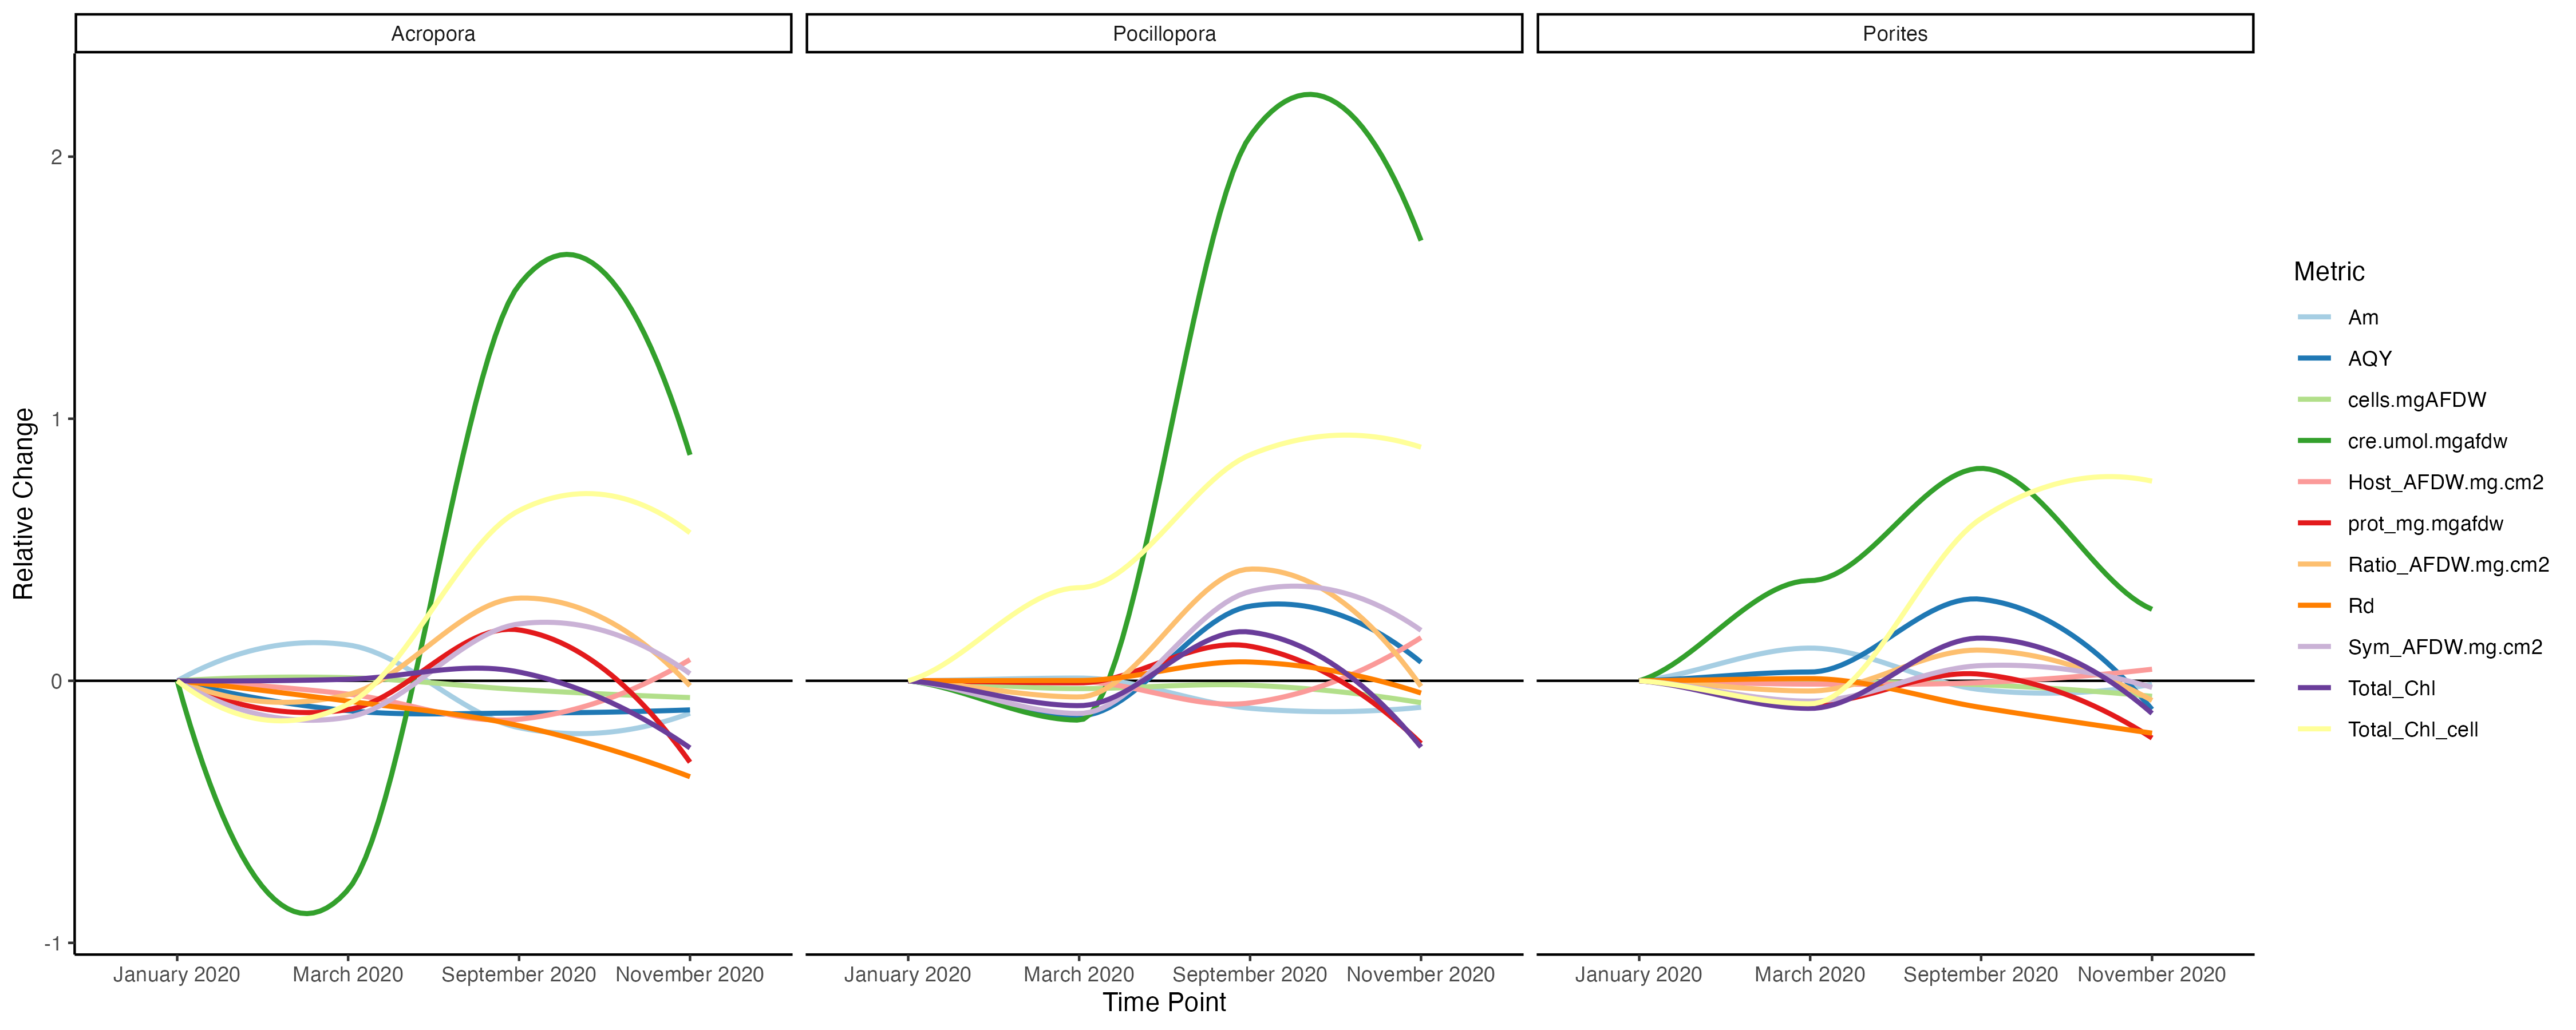 Acropora
Pocillopora
Porites
Relative Change
2
1
0
-1
January 2020
March 2020
September 2020
November 2020
January 2020
March 2020
September 2020
November 2020
January 2020
March 2020
September 2020
November 2020
Time Point
Metric
Am
AQY
cells.mgAFDW
cre.umol.mgafdw
Host_AFDW.mg.cm2
prot_mg.mgafdw
Ratio_AFDW.mg.cm2
Rd
Sym_AFDW.mg.cm2
Total_Chl
Total_Chl_cell